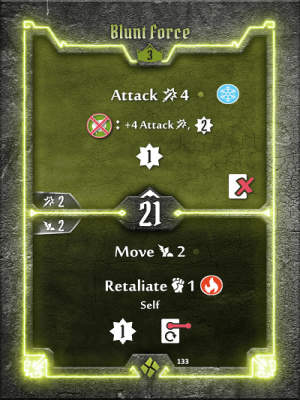 Blunt Force
3
Attack 4
: +4 Attack , 2
1
2
21
2
Move 2
Retaliate 1
Self
1
133